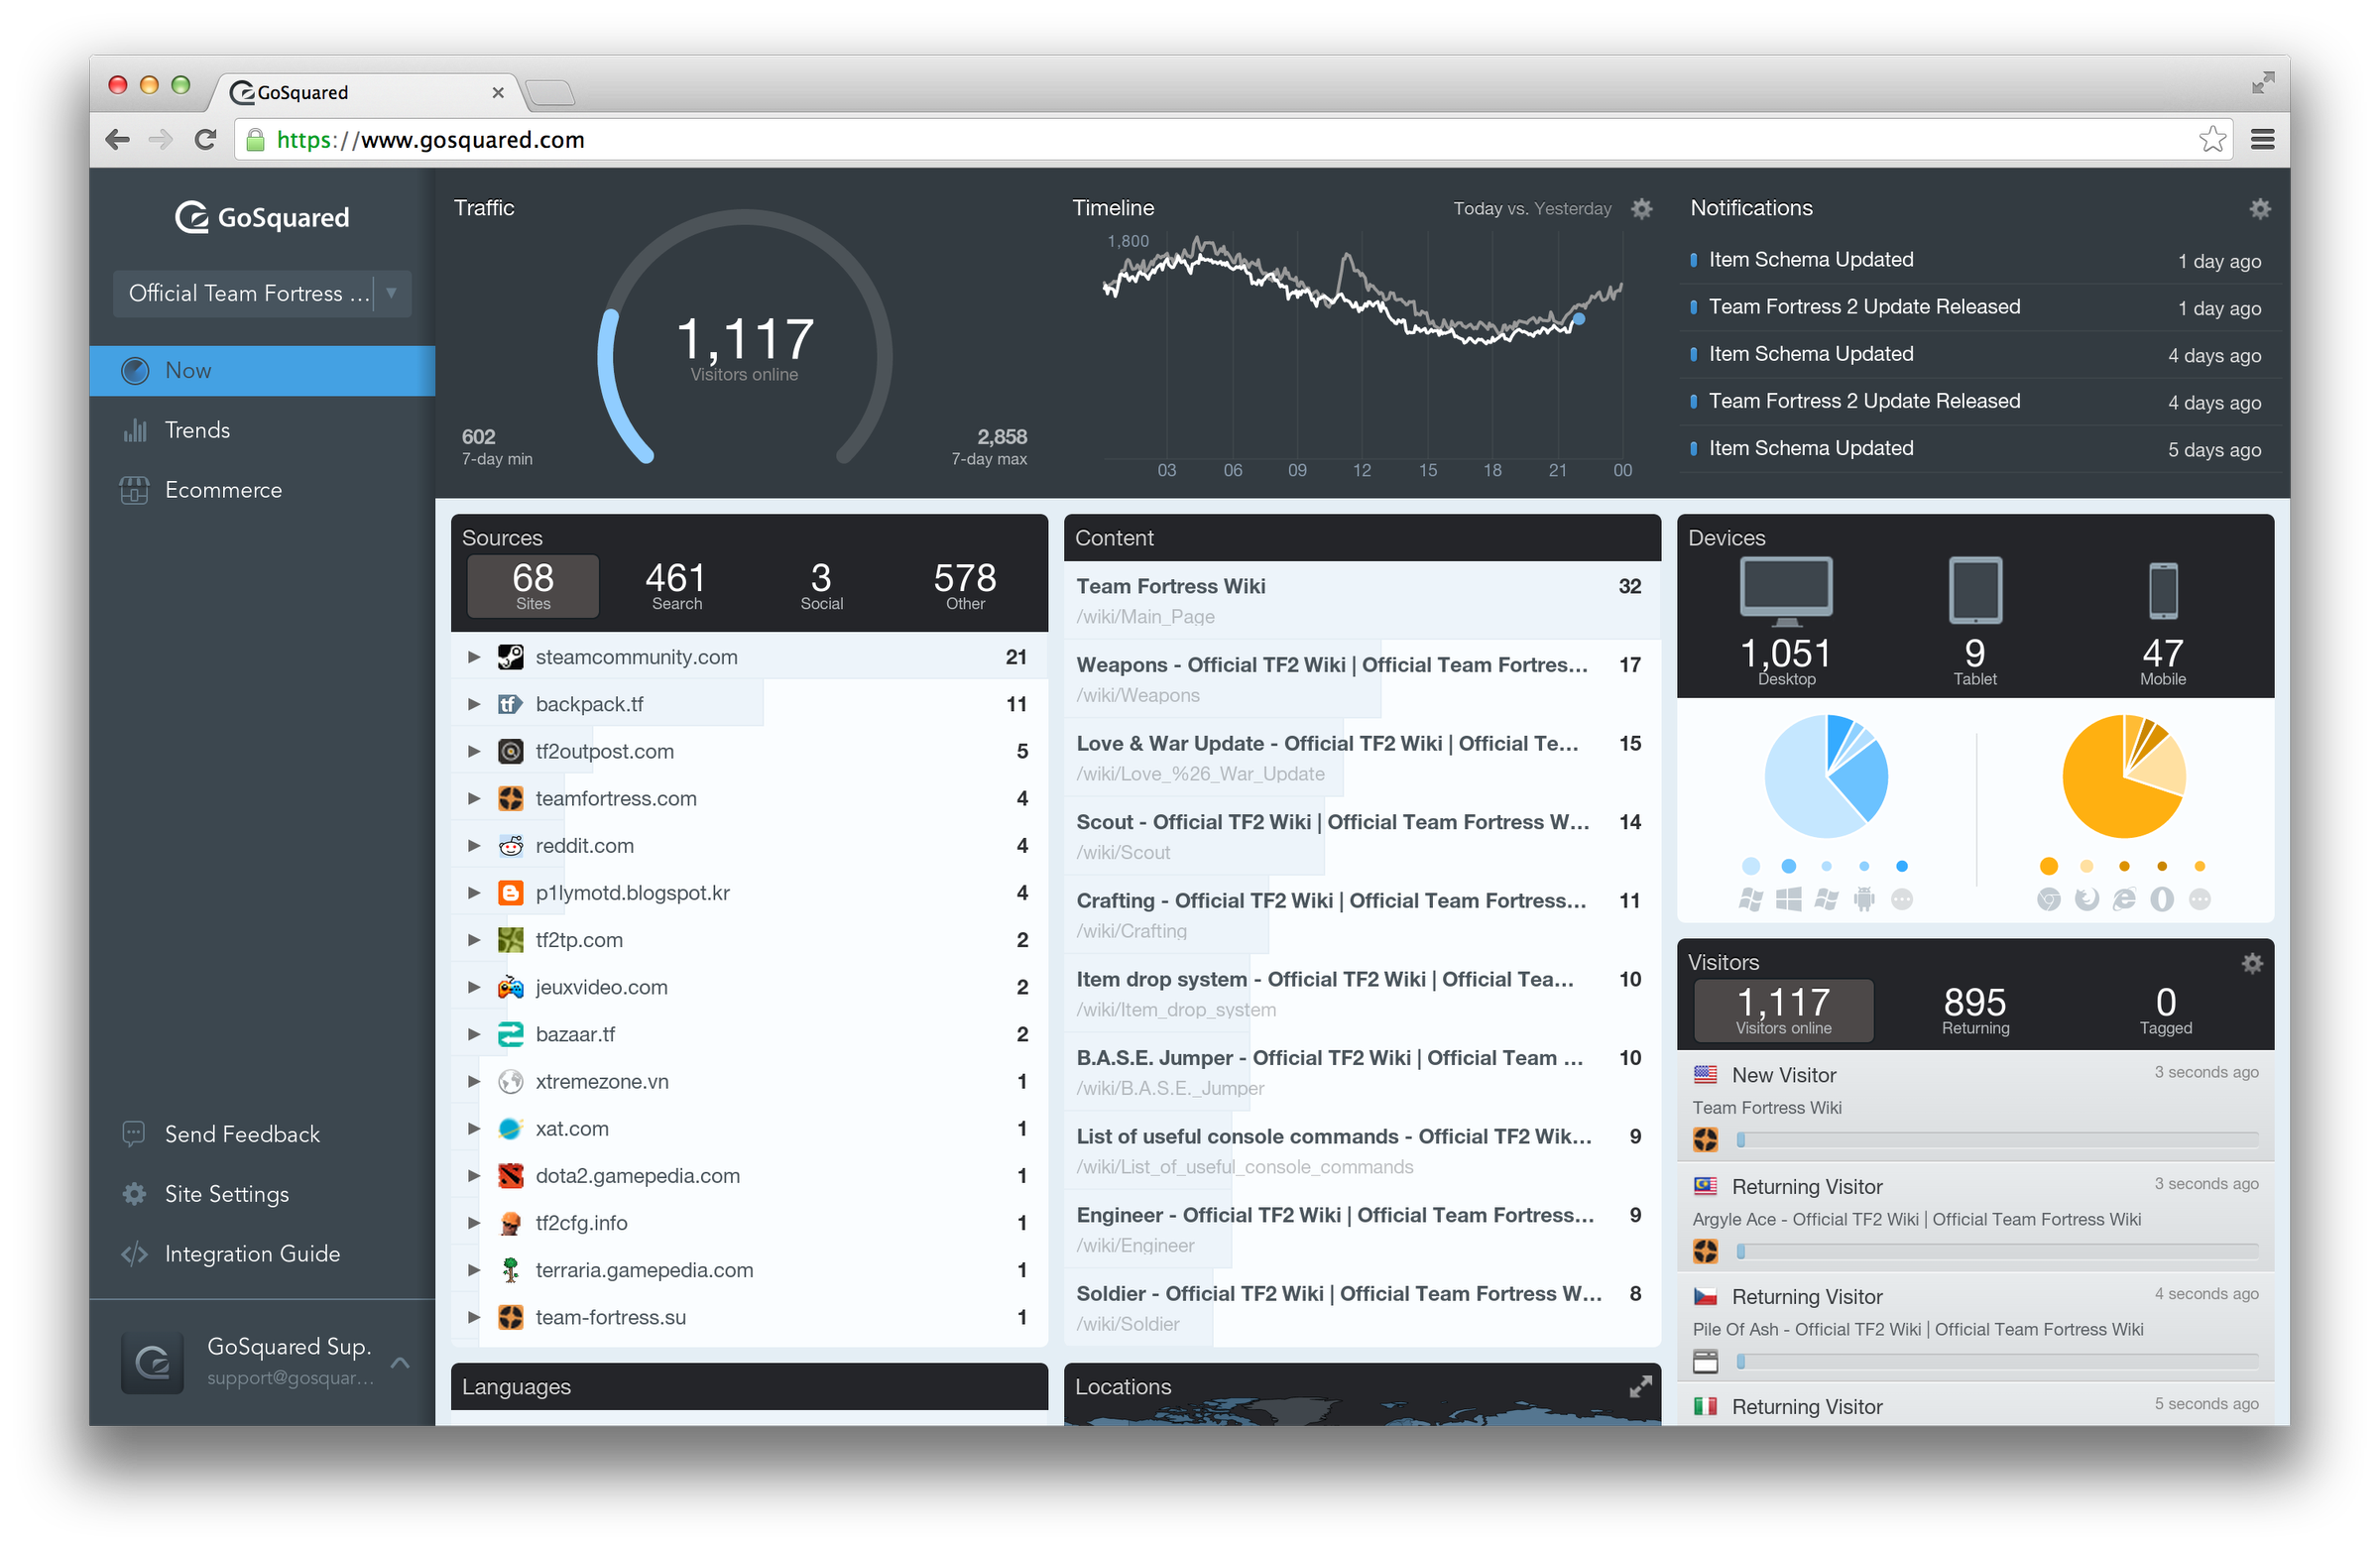 GoSquared
https://www.gosquared.com
GoSquared
Official Team Fortress ...
Now
Trends
Ecommerce
Send Feedback
Site Settings
Integration Guide
GoSquared Sup.
support@gosquar...
Traffic
1,117
Visitors online
602
7-day min
2,858
7-day max
Timeline
Today vs. Yesterday
1,800
03 06 09 12 15 18 21 00
Notifications
Item Schema Updated 1 day ago
Team Fortress 2 Update Released 1 day ago
Item Schema Updated 4 days ago
Team Fortress 2 Update Released 4 days ago
Item Schema Updated 5 days ago
Sources
68 461 3 578
Sites Search Social Other
steamcommunity.com 21
tf backpack.tf 11
tf2outpost.com 5
teamfortress.com 4
reddit.com 4
p1lymotd.blogspot.kr 4
tf2tp.com 2
jeuxvideo.com 2
bazaar.tf 2
xtremezone.vn 1
xat.com 1
dota2.gamepedia.com 1
tf2cfg.info 1
terraria.gamepedia.com 1
team-fortress.su 1
Languages
Content
Team Fortress Wiki 32
/wiki/Main_Page
Weapons - Official TF2 Wiki | Official Team Fortres... 17
/wiki/Weapons
Love & War Update - Official TF2 Wiki | Official Te... 15
/wiki/Love_%26_War_Update
Scout - Official TF2 Wiki | Official Team Fortress W... 14
/wiki/Scout
Crafting - Official TF2 Wiki | Official Team Fortress... 11
/wiki/Crafting
Item drop system - Official TF2 Wiki | Official Tea... 10
/wiki/Item_drop_system
B.A.S.E. Jumper - Official TF2 Wiki | Official Team ... 10
/wiki/B.A.S.E._Jumper
List of useful console commands - Official TF2 Wik... 9
/wiki/List_of_useful_console_commands
Engineer - Official TF2 Wiki | Official Team Fortress... 9
/wiki/Engineer
Soldier - Official TF2 Wiki | Official Team Fortress W... 8
/wiki/Soldier
Locations
Devices
1,051 9 47
Desktop Tablet Mobile
Visitors
1,117 895 0
Visitors online Returning Tagged
New Visitor 3 seconds ago
Team Fortress Wiki
Returning Visitor 3 seconds ago
Argyle Ace - Official TF2 Wiki | Official Team Fortress Wiki
Returning Visitor 4 seconds ago
Pile Of Ash - Official TF2 Wiki | Official Team Fortress Wiki
Returning Visitor 5 seconds ago